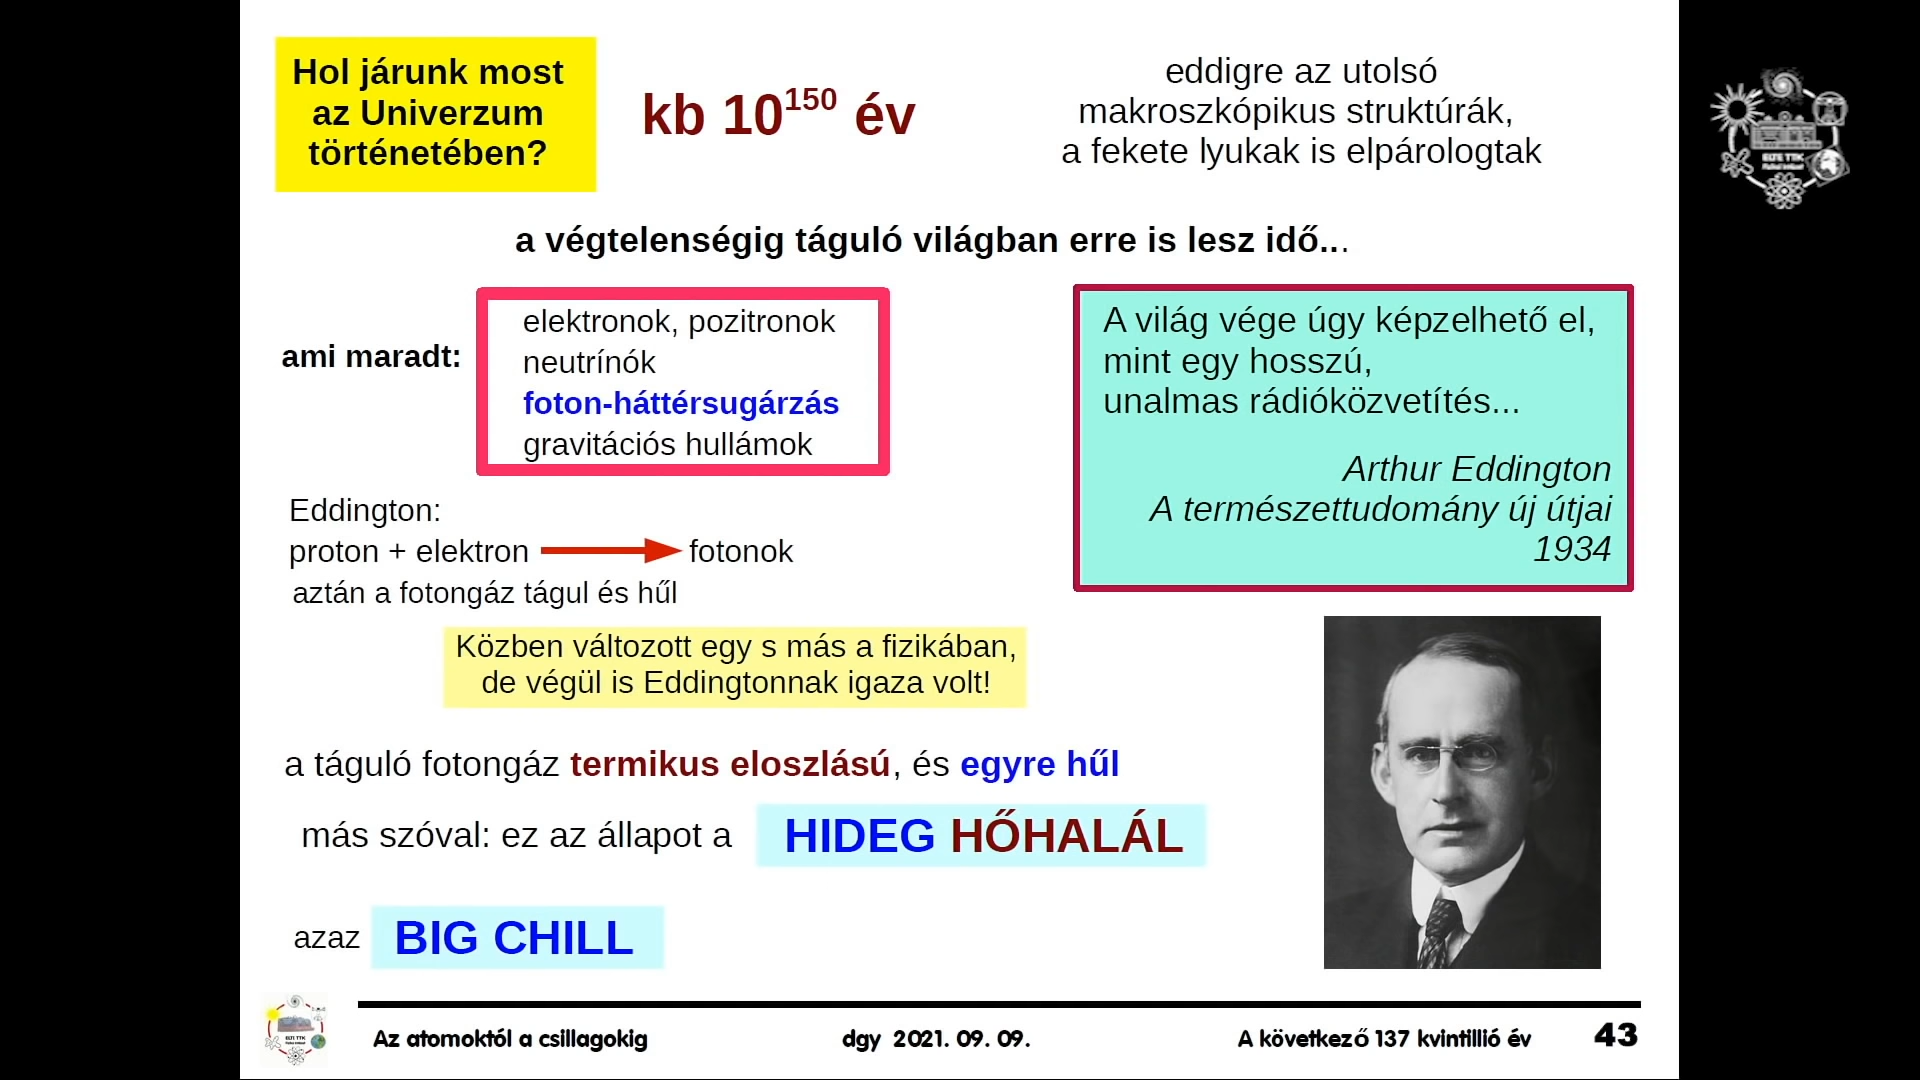 Hol járunk most
az Univerzum
történetében?
kb 10¹⁵⁰ év
eddigre az utolsó
makroszkópikus struktúrák,
a fekete lyukak is elpárologtak
a végtelenségig táguló világban erre is lesz idő...
ami maradt:
elektronok, pozitronok
neutrínók
foton-háttérsugárzás
gravitációs hullámok
A világ vége úgy képzelhető el,
mint egy hosszú,
unalmas rádióközvetítés...
Arthur Eddington
A természettudomány új útjai
1934
Eddington:
proton + elektron → fotonok
aztán a fotongáz tágul és hűl
Közben változott egy s más a fizikában,
de végül is Eddingtonnak igaza volt!
a táguló fotongáz termikus eloszlású, és egyre hűl
más szóval: ez az állapot a HIDEG HŐHALÁL
azaz BIG CHILL
Az atomoktól a csillagokig dgy 2021. 09. 09. A következő 137 kvintillió év 43
ELTE TTK